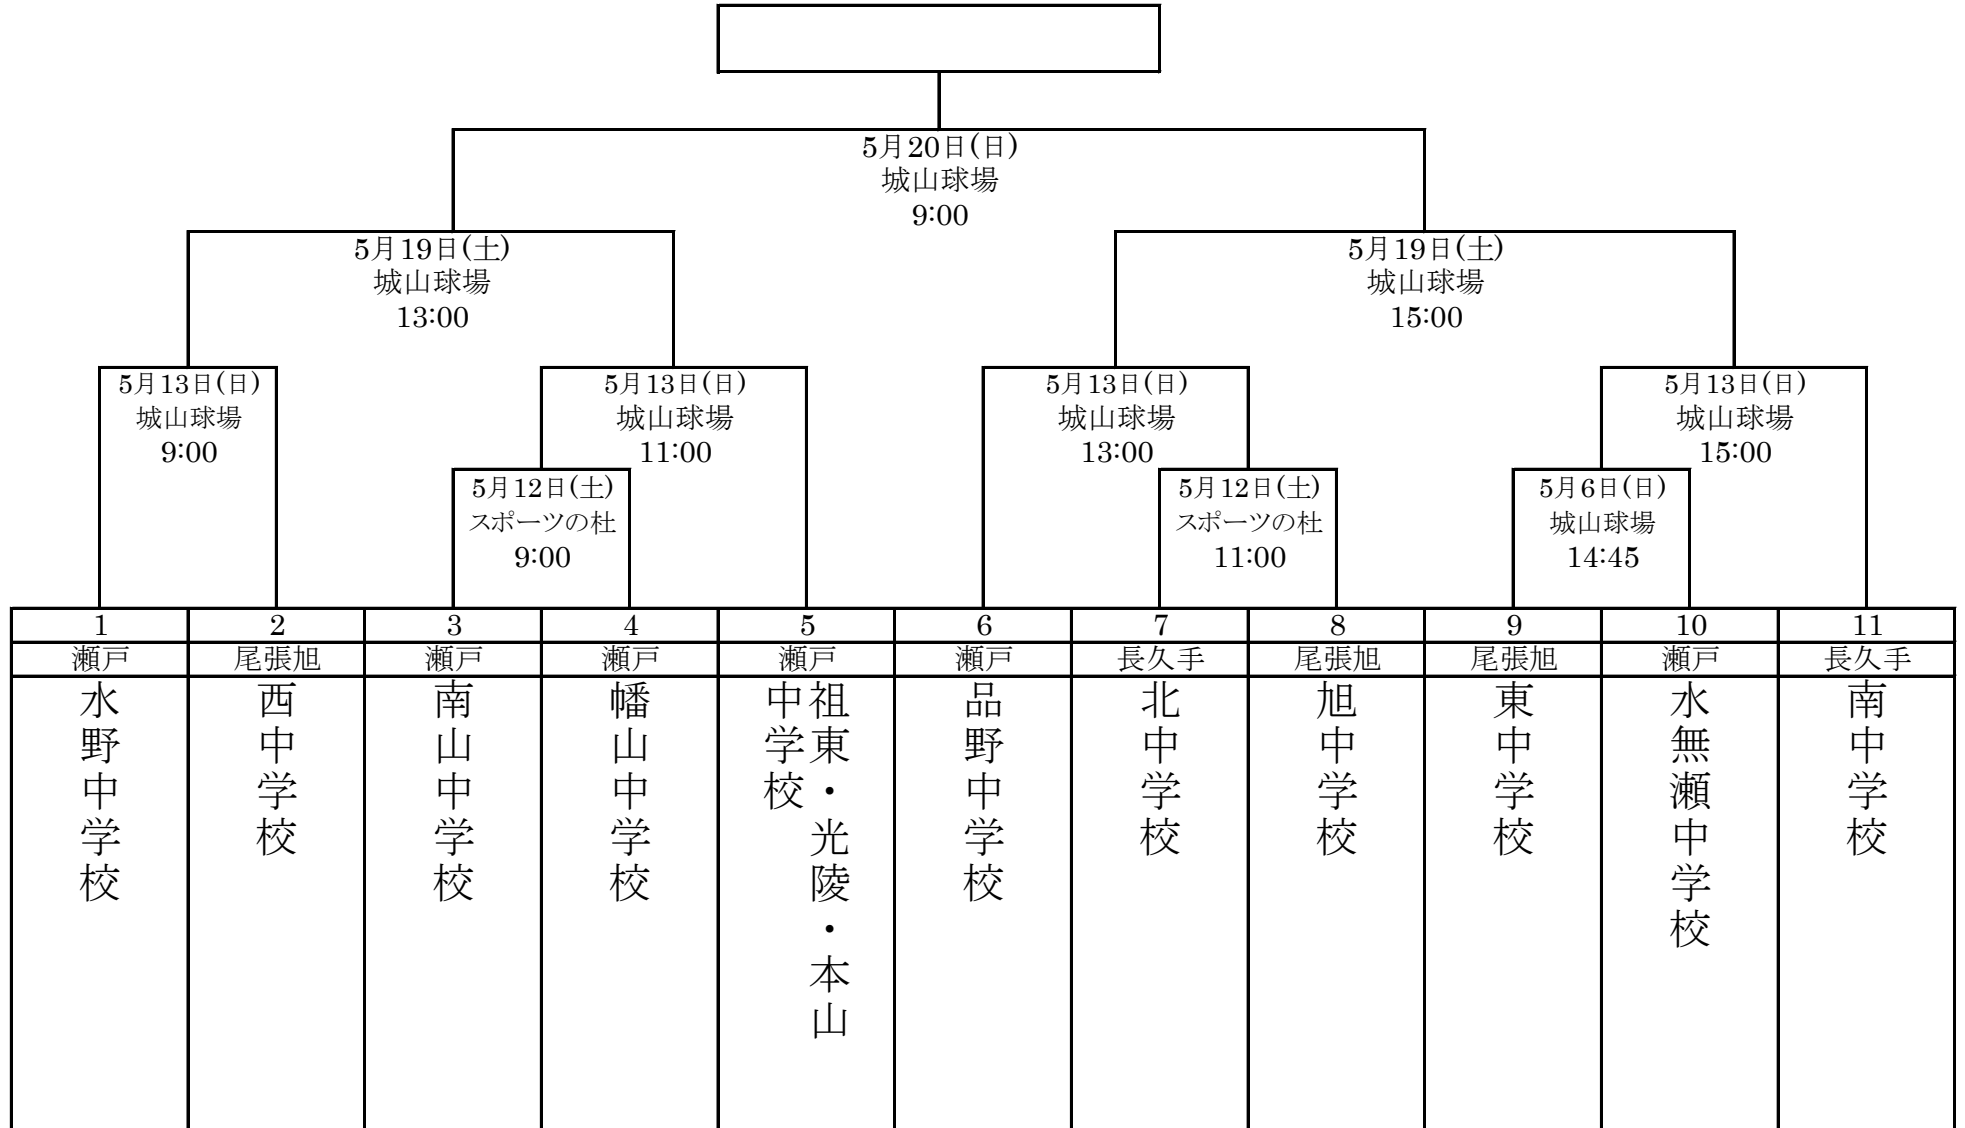 5月20日(日)
城山球場
9:00
5月19日(土)
城山球場
13:00
5月19日(土)
城山球場
15:00
5月13日(日)
城山球場
9:00
5月13日(日)
城山球場
11:00
5月13日(日)
城山球場
13:00
5月13日(日)
城山球場
15:00
5月12日(土)
スポーツの杜
9:00
5月12日(土)
スポーツの杜
11:00
5月6日(日)
城山球場
14:45
1 2 3 4 5 6 7 8 9 10 11
瀬戸 尾張旭 瀬戸 瀬戸 瀬戸 瀬戸 長久手 尾張旭 尾張旭 瀬戸 長久手
水野中学校
西中学校
南山中学校
幡山中学校
祖東・光陵・本山
中学校
品野中学校
北中学校
旭中学校
東中学校
水無瀬中学校
南中学校